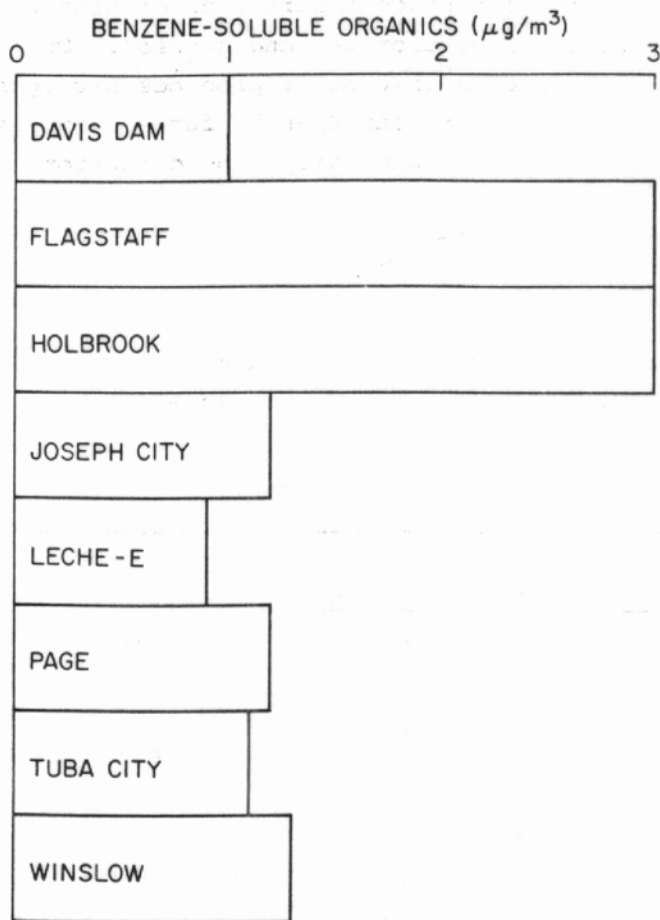 BENZENE-SOLUBLE ORGANICS (μg/m³)
0 1 2 3
DAVIS DAM
FLAGSTAFF
HOLBROOK
JOSEPH CITY
LECHE-E
PAGE
TUBA CITY
WINSLOW